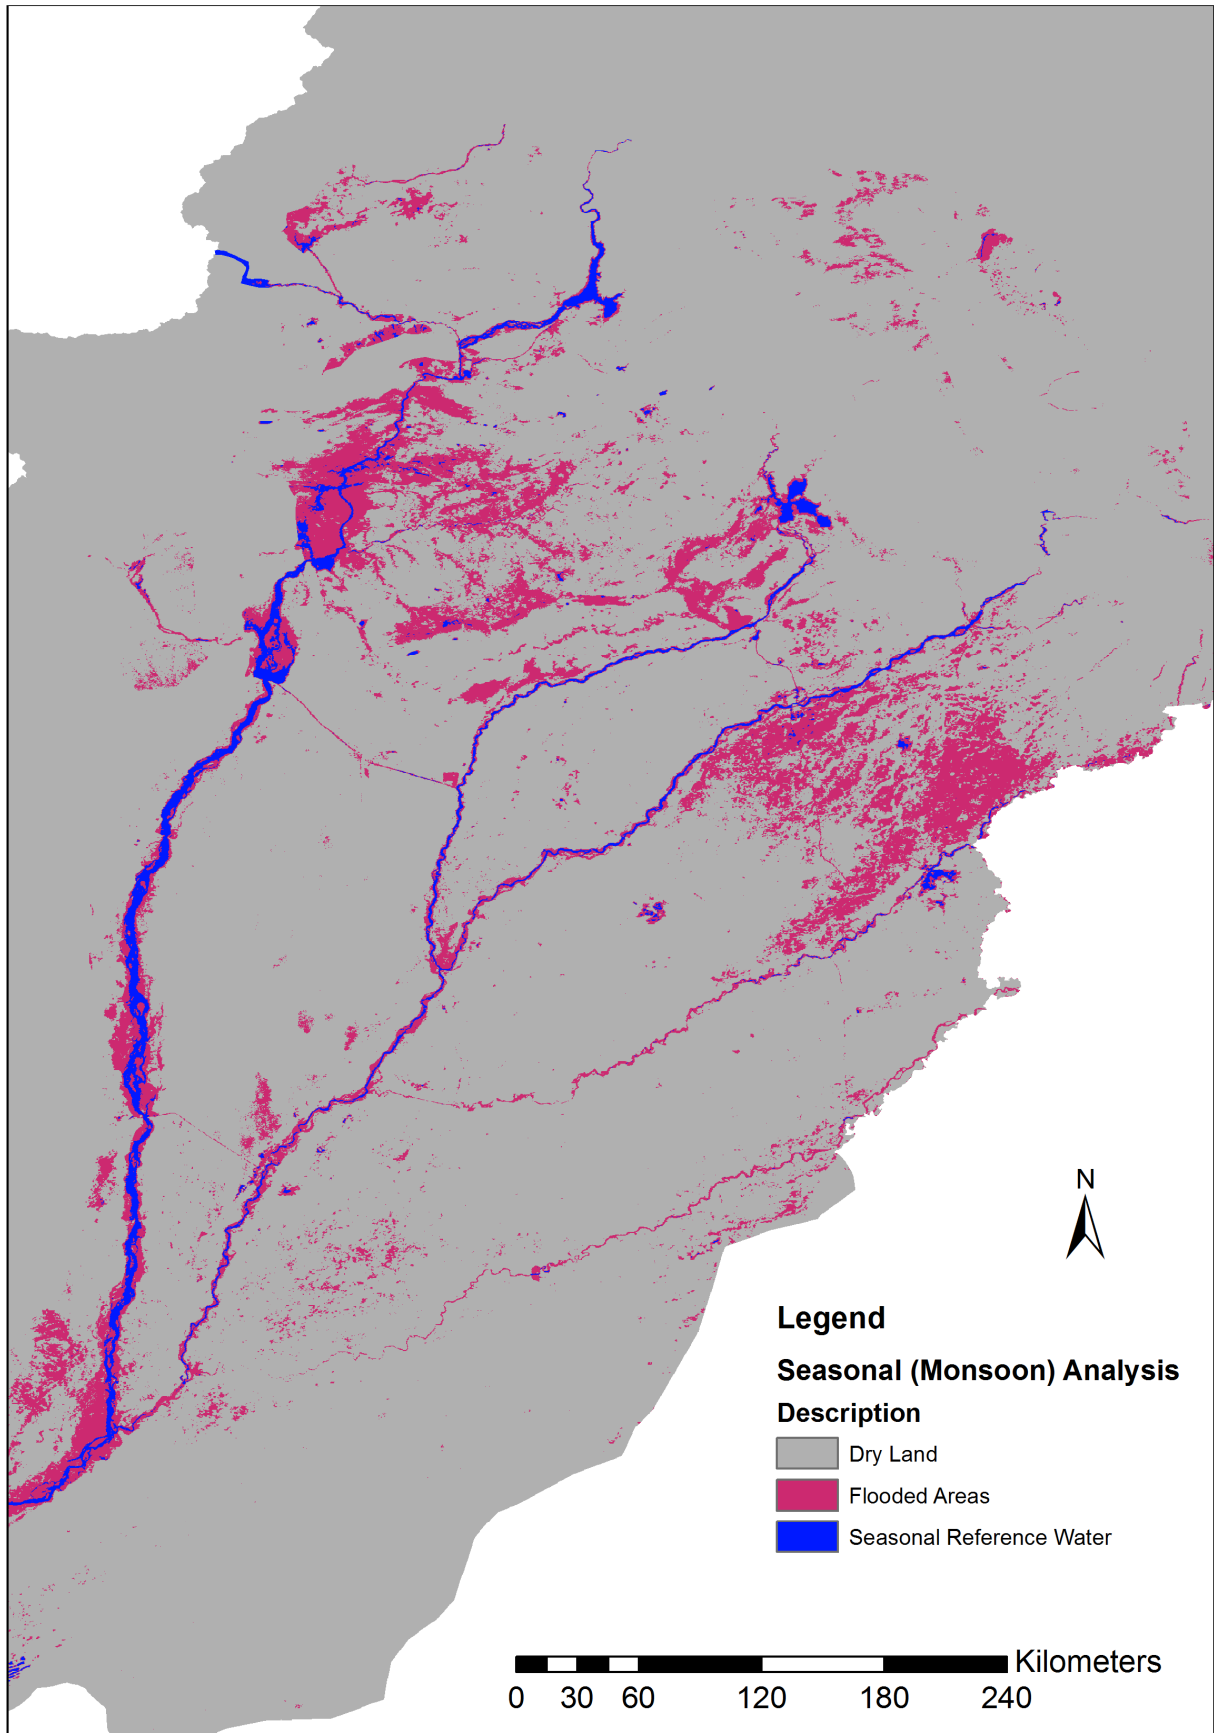 N
Legend
Seasonal (Monsoon) Analysis
Description
Dry Land
Flooded Areas
Seasonal Reference Water
Kilometers
0 30 60 120 180 240